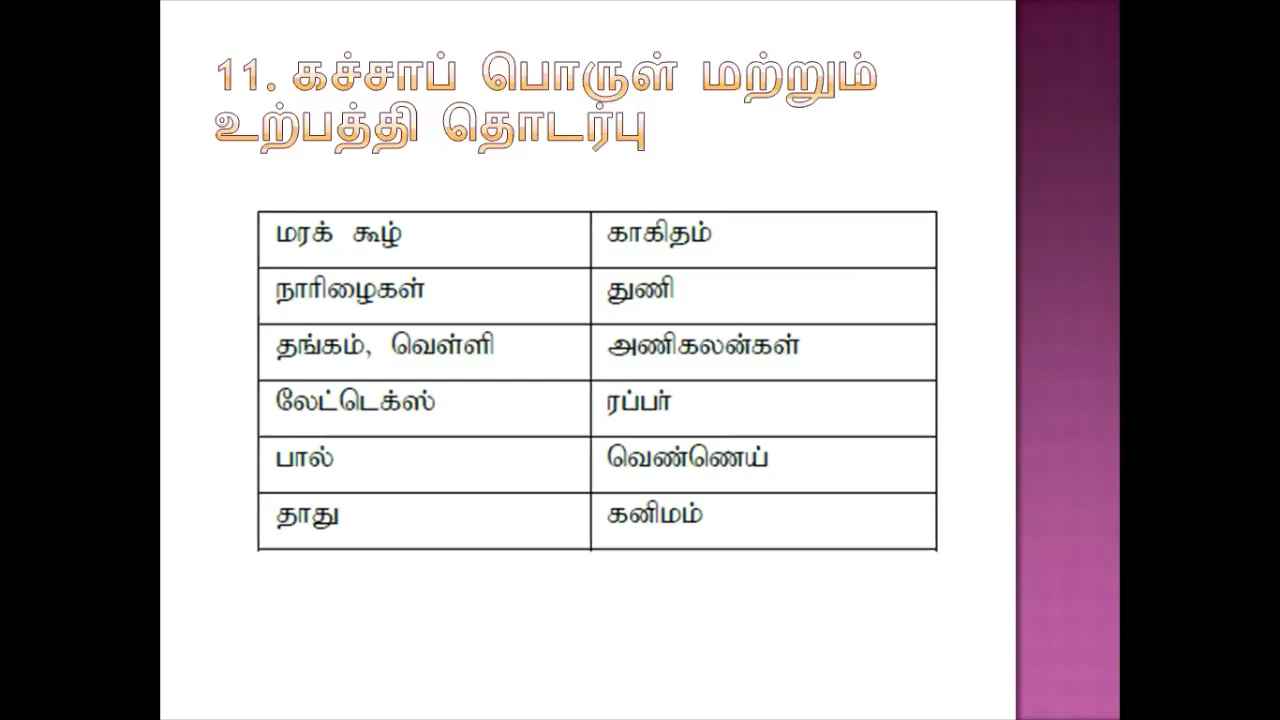 11. கச்சாப் பொருள் மற்றும்
உற்பத்தி தொடர்பு
மரக் கூழ் காகிதம்
நாரிழைகள் துணி
தங்கம், வெள்ளி அணிகலன்கள்
லேட்டெக்ஸ் ரப்பர்
பால் வெண்ணெய்
தாது கனிமம்